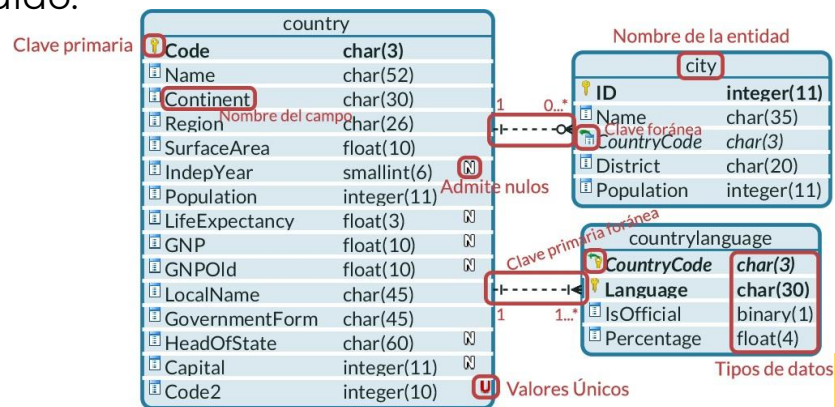 country
Clave primaria
Code char(3)
Name char(52)
Continent char(30)
Nombre del campo
Region char(26)
SurfaceArea float(10)
IndepYear smallint(6) N
Admite nulos
Population integer(11)
LifeExpectancy float(3) N
GNP float(10) N
GNPOld float(10) N
LocalName char(45)
GovernmentForm char(45)
HeadOfState char(60) N
Capital integer(11) N
Code2 integer(10) U
Valores Únicos
1 0...*
Nombre de la entidad
city
ID integer(11)
Name char(35)
Clave foránea
CountryCode char(3)
District char(20)
Population integer(11)
Clave primaria foránea
1 1...*
countrylanguage
CountryCode char(3)
Language char(30)
IsOfficial binary(1)
Percentage float(4)
Tipos de datos